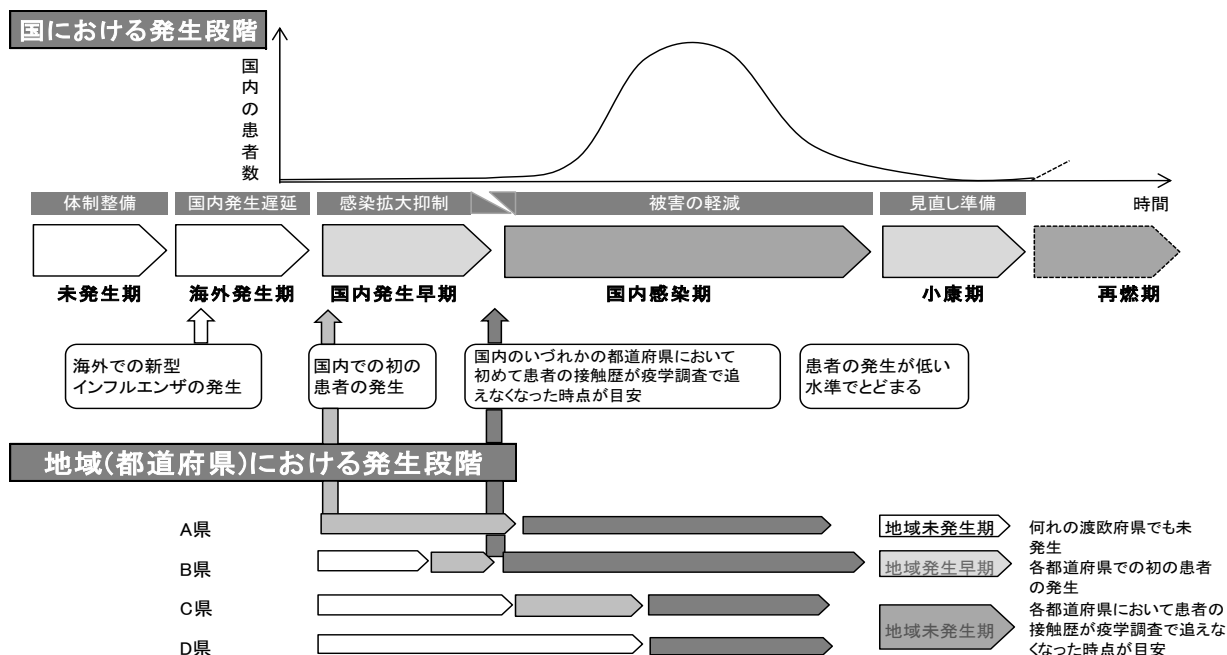 国における発生段階
国内の患者数
時間
体制整備
国内発生遅延
感染拡大抑制
被害の軽減
見直し準備
未発生期
海外発生期
国内発生早期
国内感染期
小康期
再燃期
海外での新型
インフルエンザの発生
国内での初の
患者の発生
国内のいづれかの都道府県において
初めて患者の接触歴が疫学調査で追
えなくなった時点が目安
患者の発生が低い
水準でとどまる
地域(都道府県)における発生段階
A県
B県
C県
D県
地域未発生期
何れの渡欧府県でも未
発生
地域発生早期
各都道府県での初の患者
の発生
地域未発生期
各都道府県において患者の
接触歴が疫学調査で追えな
くなった時点が目安